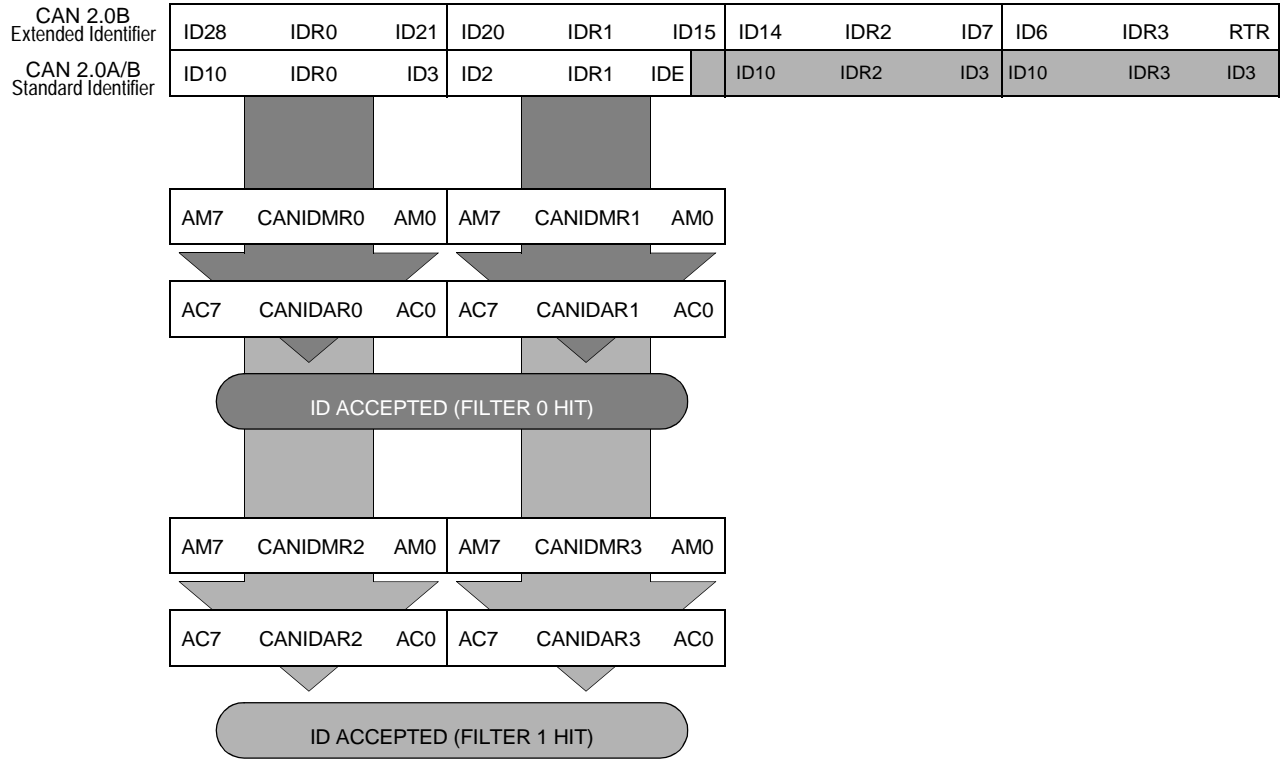 CAN 2.0B
Extended Identifier
ID28 IDR0 ID21 ID20 IDR1 ID15 ID14 IDR2 ID7 ID6 IDR3 RTR
CAN 2.0A/B
Standard Identifier
ID10 IDR0 ID3 ID2 IDR1 IDE ID10 IDR2 ID3 ID10 IDR3 ID3
AM7 CANIDMR0 AM0 AM7 CANIDMR1 AM0
AC7 CANIDAR0 AC0 AC7 CANIDAR1 AC0
ID ACCEPTED (FILTER 0 HIT)
AM7 CANIDMR2 AM0 AM7 CANIDMR3 AM0
AC7 CANIDAR2 AC0 AC7 CANIDAR3 AC0
ID ACCEPTED (FILTER 1 HIT)